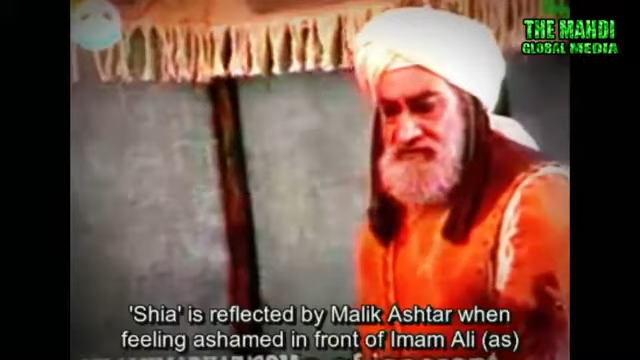 THE MAHDI
GLOBAL MEDIA
'Shia' is reflected by Malik Ashtar when
feeling ashamed in front of Imam Ali (as)